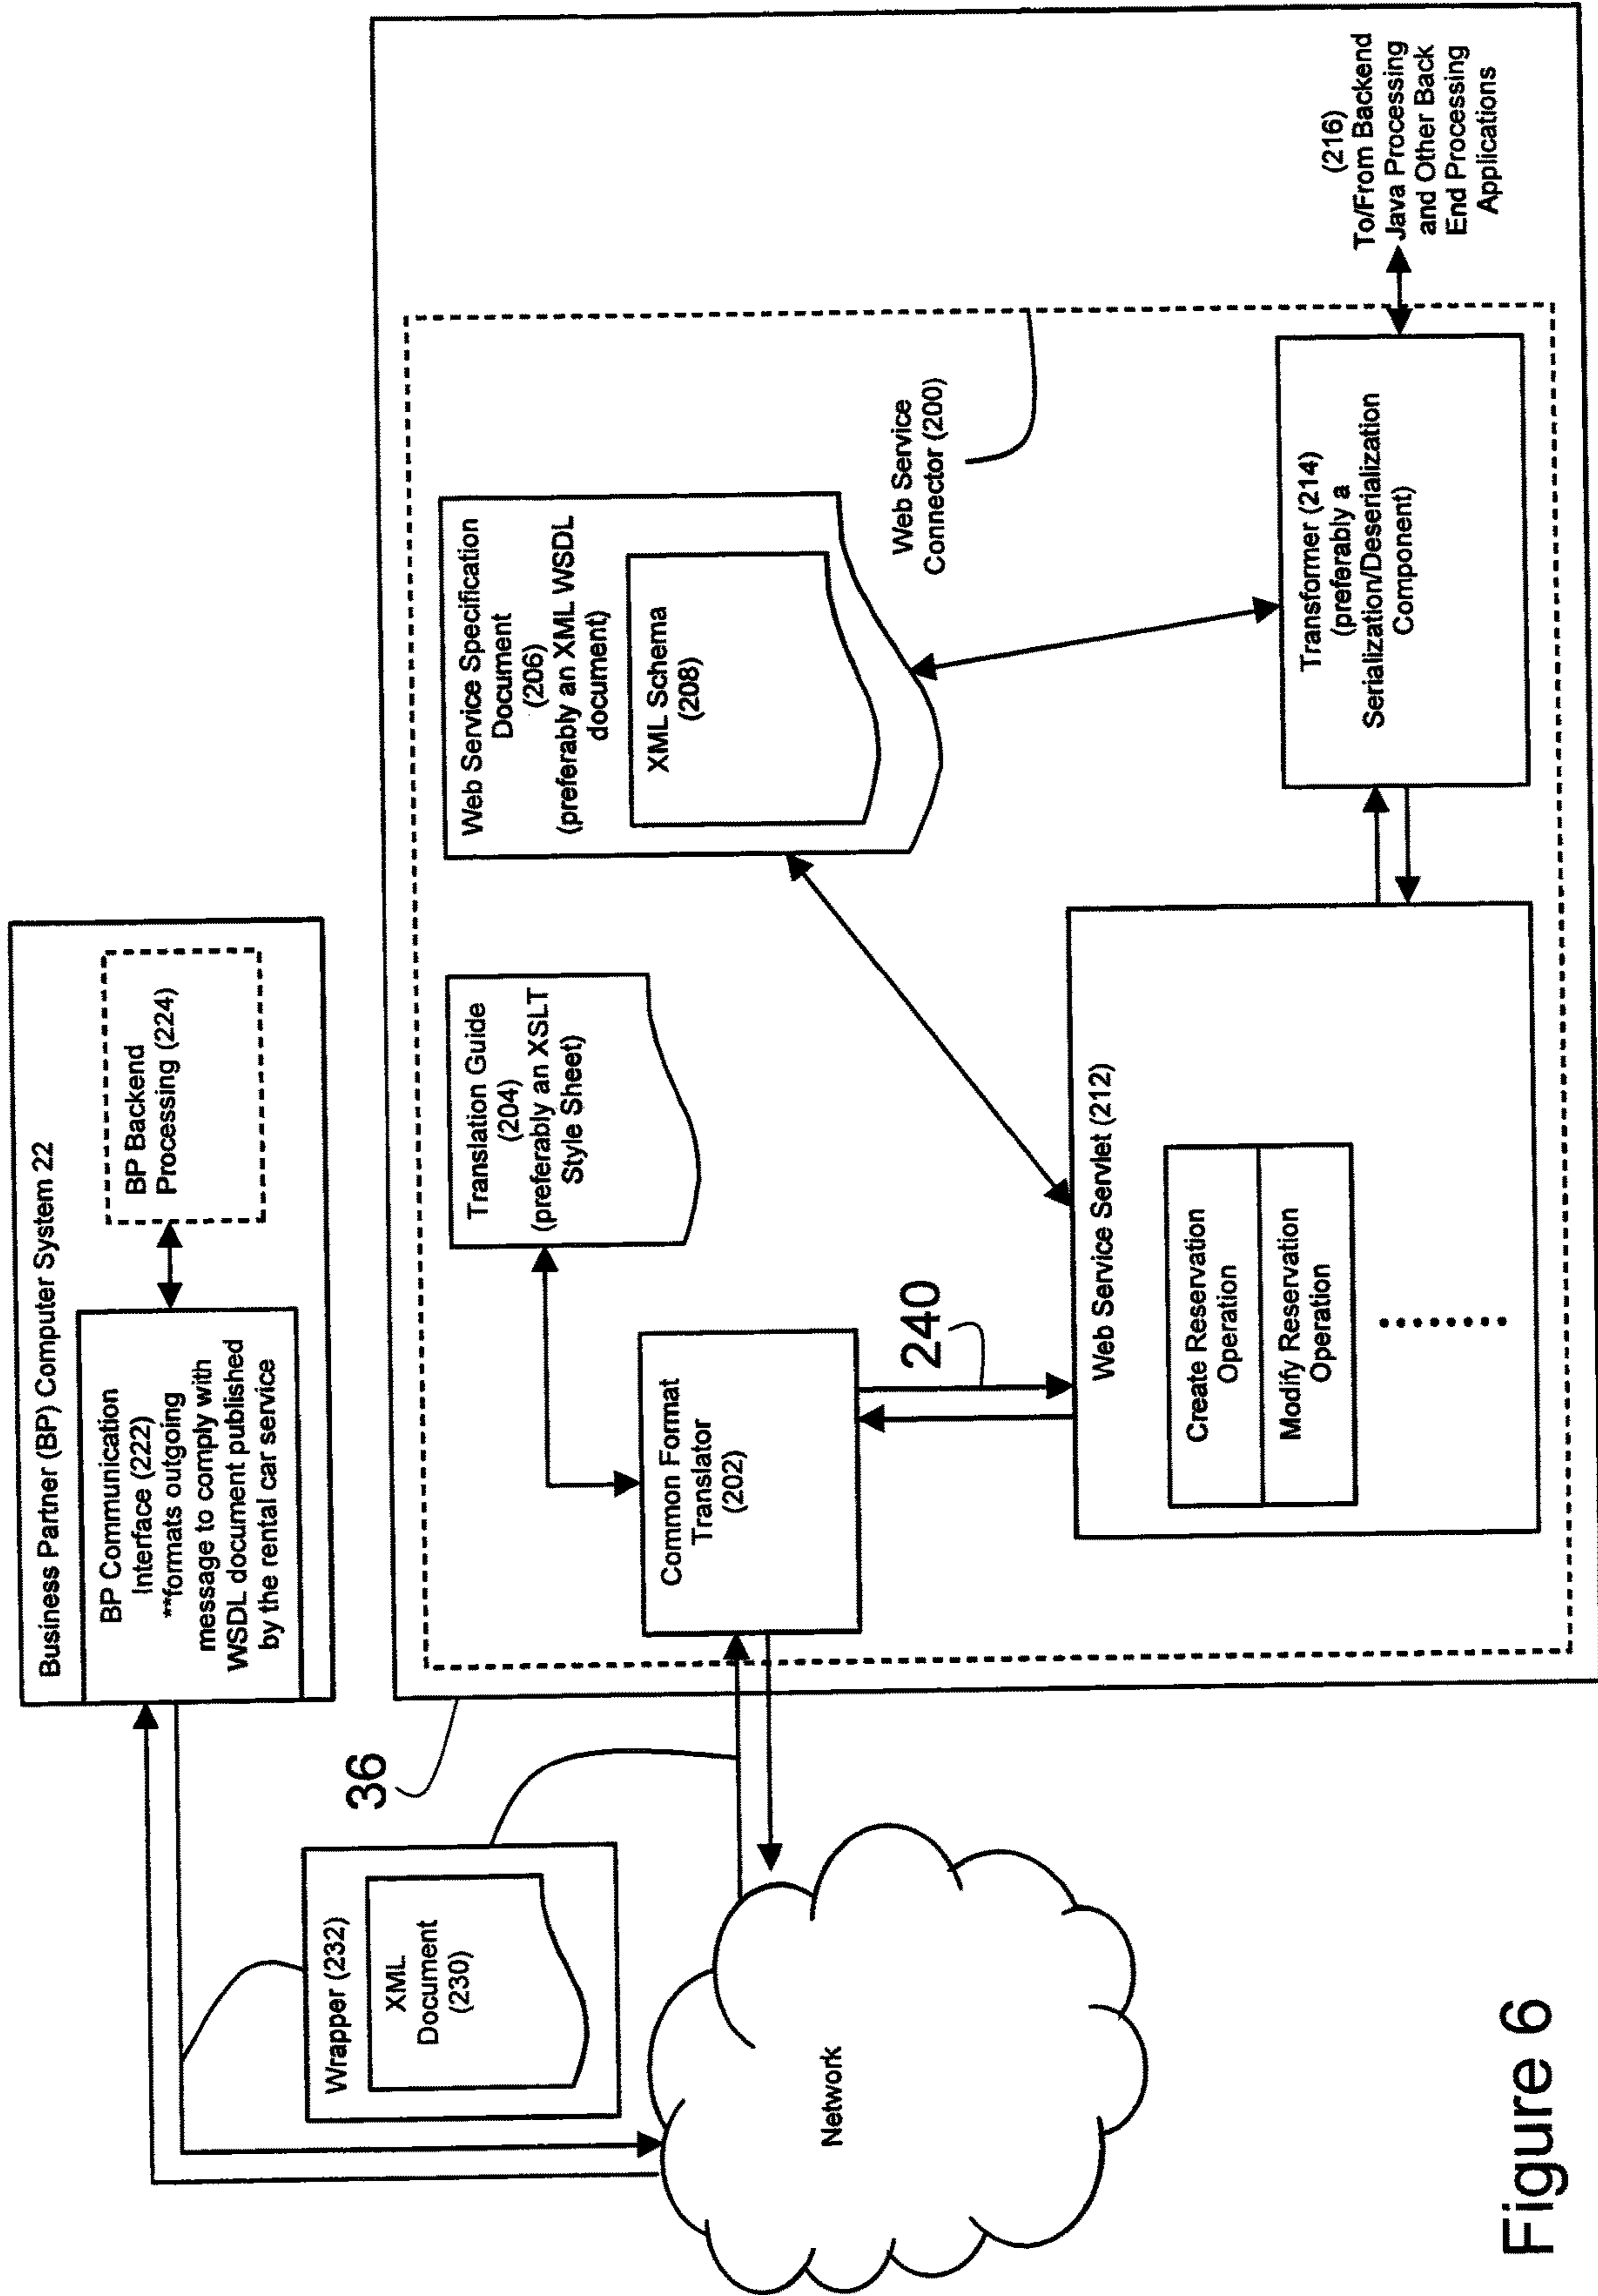 Business Partner (BP) Computer System 22
BP Communication
Interface (222)
**formats outgoing
message to comply with
WSDL document published
by the rental car service
BP Backend
Processing (224)
Wrapper (232)
XML
Document
(230)
36
Network
Common Format
Translator
(202)
Translation Guide
(204)
(preferably an XSLT
Style Sheet)
Web Service Specification
Document
(206)
(preferably an XML WSDL
document)
XML Schema
(208)
Web Service
Connector (200)
240
Web Service Servlet (212)
Create Reservation
Operation
Modify Reservation
Operation
Transformer (214)
(preferably a
Serialization/Deserialization
Component)
(216)
To/From Backend
Java Processing
and Other Back
End Processing
Applications
Figure 6